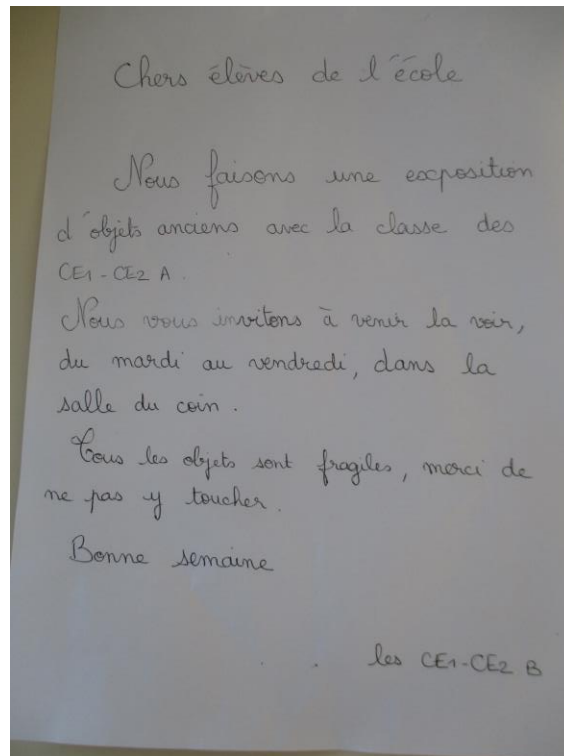 Chers élèves de l'école
Nous faisons une exposition
d'objets anciens avec la classe des
CE1-CE2 A.
Nous vous invitons à venir la voir,
du mardi au vendredi, dans la
salle du coin.
Tous les objets sont fragiles, merci de
ne pas y toucher.
Bonne semaine
les CE1-CE2 B